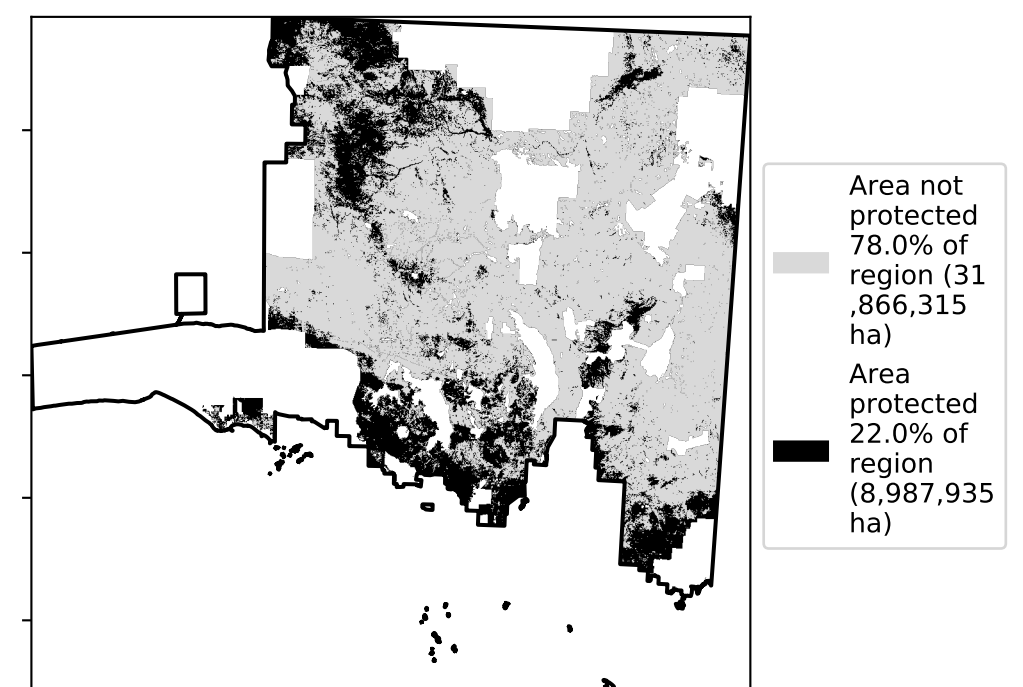 Area not
protected
78.0% of
region (31
,866,315
ha)
Area
protected
22.0% of
region
(8,987,935
ha)